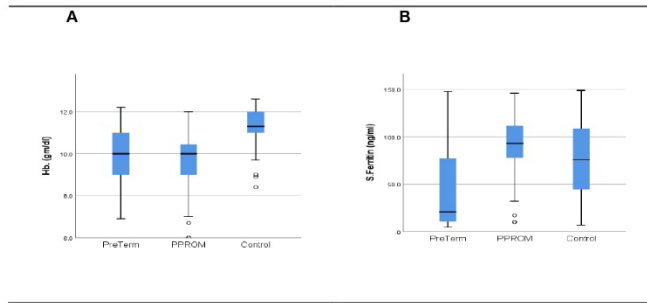 A
B
Hb. (gm/dl)
12.0
10.0
8.0
6.0
PreTerm PPROM Control
S.Ferritin (ng/ml)
150.0
100.0
50.0
.0
PreTerm PPROM Control